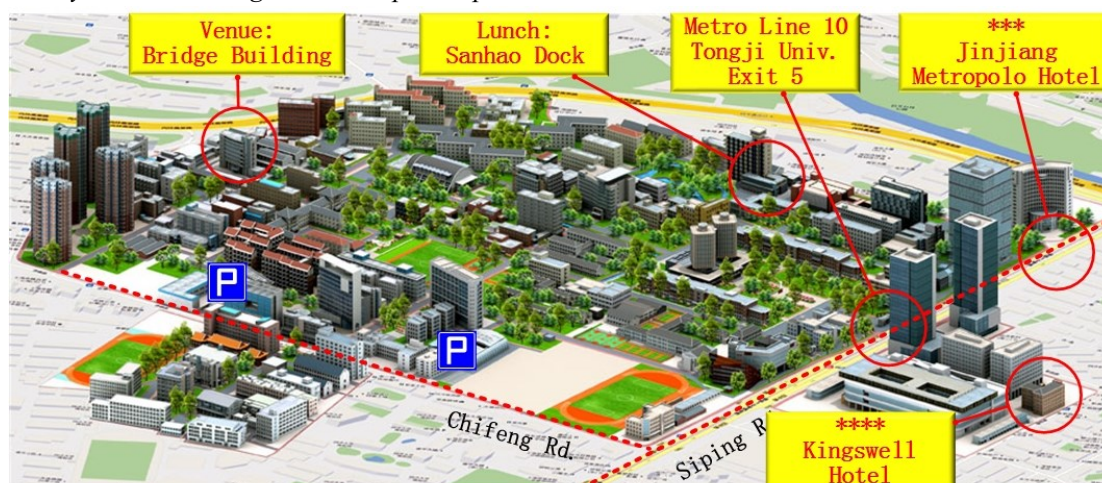 Venue:
Bridge Building
Lunch:
Sanhao Dock
Metro Line 10
Tongji Univ.
Exit 5
***
Jinjiang
Metropolo Hotel
P
P
Chifeng Rd.
Siping R
****
Kingswell
Hotel